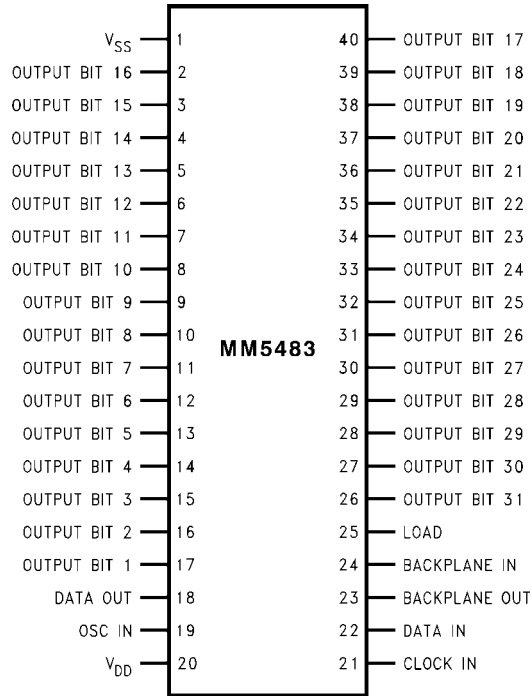 V_SS 1 40 OUTPUT BIT 17
OUTPUT BIT 16 2 39 OUTPUT BIT 18
OUTPUT BIT 15 3 38 OUTPUT BIT 19
OUTPUT BIT 14 4 37 OUTPUT BIT 20
OUTPUT BIT 13 5 36 OUTPUT BIT 21
OUTPUT BIT 12 6 35 OUTPUT BIT 22
OUTPUT BIT 11 7 34 OUTPUT BIT 23
OUTPUT BIT 10 8 33 OUTPUT BIT 24
OUTPUT BIT 9 9 32 OUTPUT BIT 25
OUTPUT BIT 8 10 31 OUTPUT BIT 26
MM5483
OUTPUT BIT 7 11 30 OUTPUT BIT 27
OUTPUT BIT 6 12 29 OUTPUT BIT 28
OUTPUT BIT 5 13 28 OUTPUT BIT 29
OUTPUT BIT 4 14 27 OUTPUT BIT 30
OUTPUT BIT 3 15 26 OUTPUT BIT 31
OUTPUT BIT 2 16 25 LOAD
OUTPUT BIT 1 17 24 BACKPLANE IN
DATA OUT 18 23 BACKPLANE OUT
OSC IN 19 22 DATA IN
V_DD 20 21 CLOCK IN